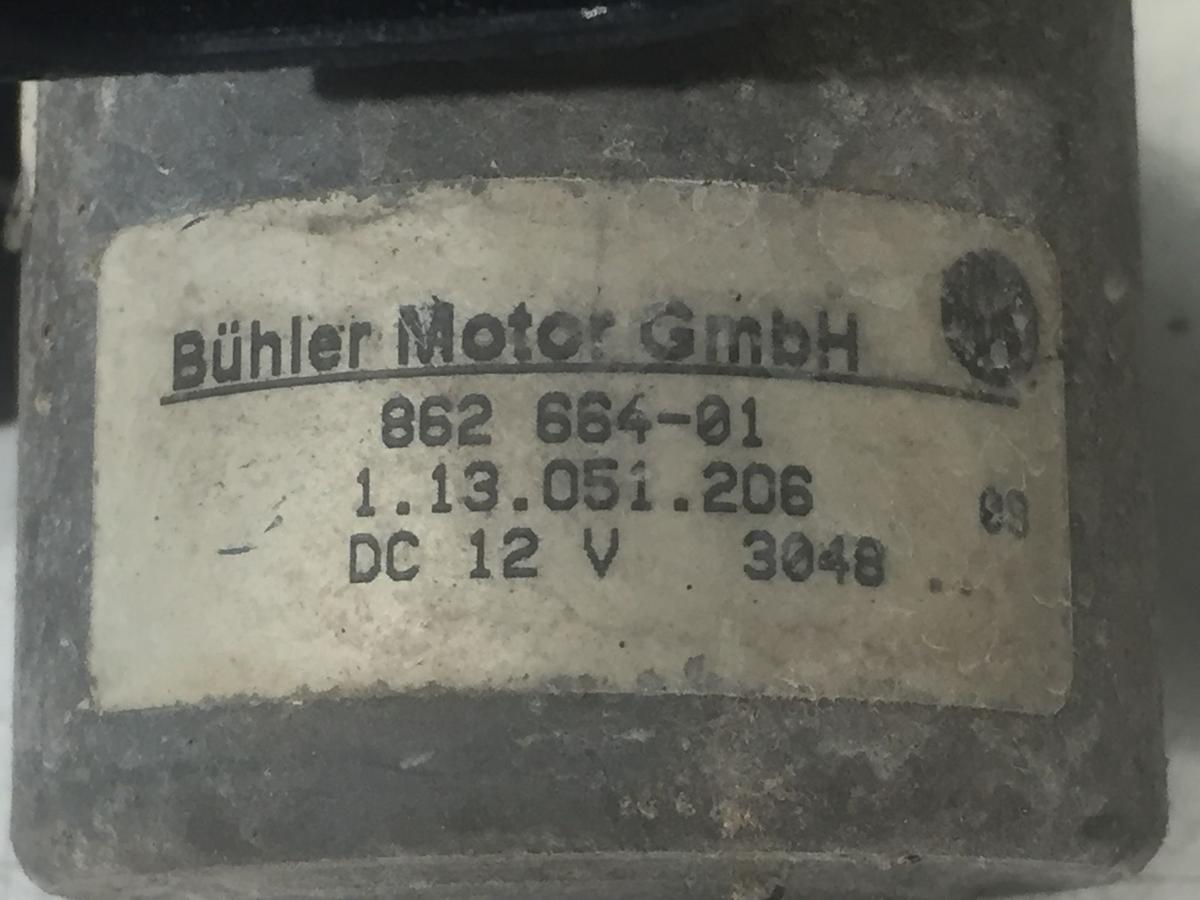 Bühler Motor GmbH
862 664-01
1.13.051.206
DC 12 V 3048